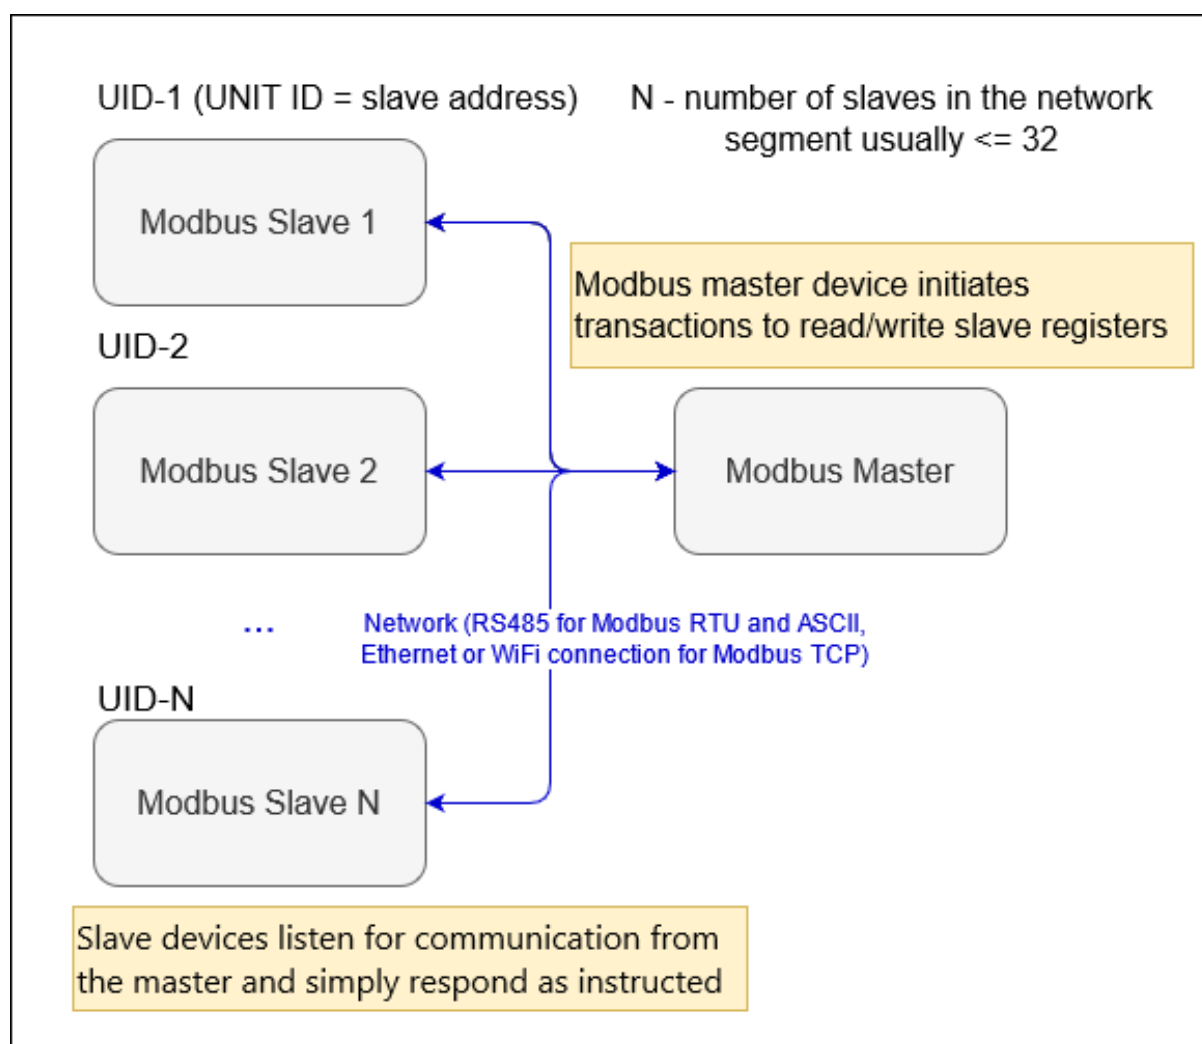 UID-1 (UNIT ID = slave address)
N - number of slaves in the network
segment usually <= 32
Modbus Slave 1
Modbus master device initiates
transactions to read/write slave registers
UID-2
Modbus Slave 2
Modbus Master
...
Network (RS485 for Modbus RTU and ASCII,
Ethernet or WiFi connection for Modbus TCP)
UID-N
Modbus Slave N
Slave devices listen for communication from
the master and simply respond as instructed